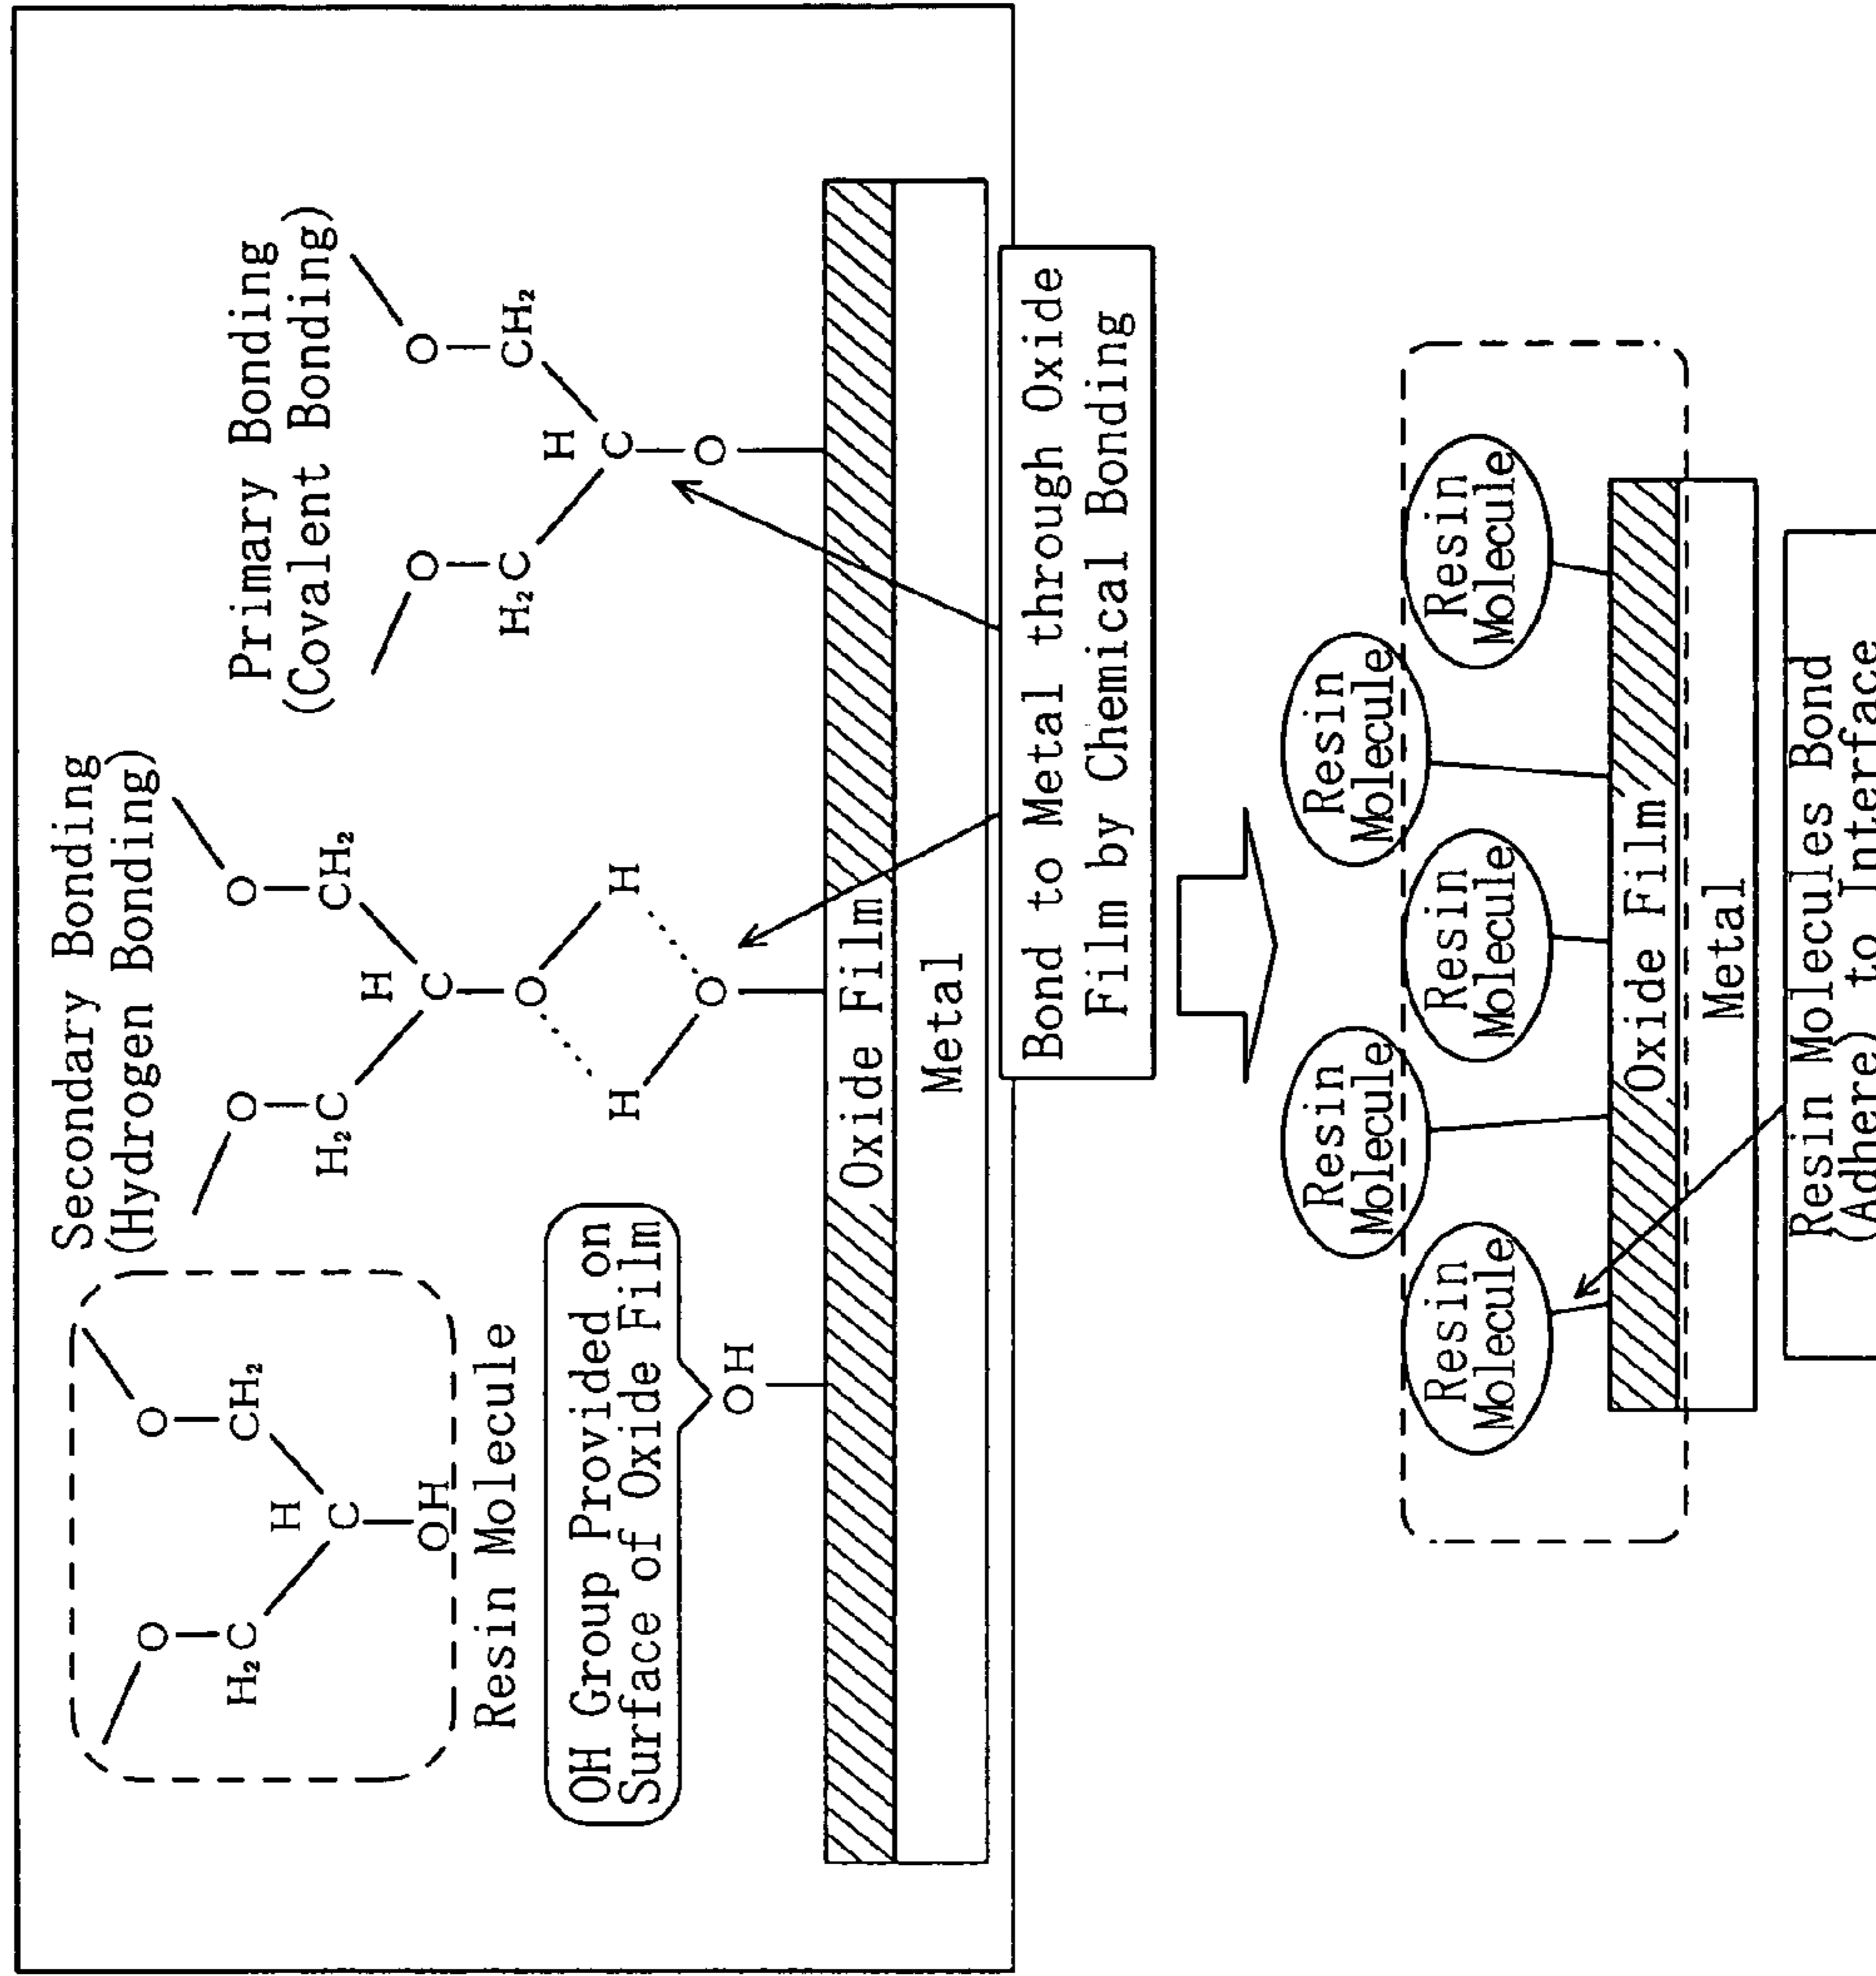 Secondary Bonding
(Hydrogen Bonding)
Primary Bonding
(Covalent Bonding)
O
O
H₂C
CH₂
H
C
OH
Resin Molecule
O
O
H₂C
CH₂
H
C
O
H
H
O
O
O
H₂C
CH₂
H
C
O
OH Group Provided on
Surface of Oxide Film
OH
Oxide Film
Metal
Bond to Metal through Oxide
Film by Chemical Bonding
Resin
Molecule
Resin
Molecule
Resin
Molecule
Resin
Molecule
Resin
Molecule
Oxide Film
Metal
Resin Molecules Bond
(Adhere) to Interface